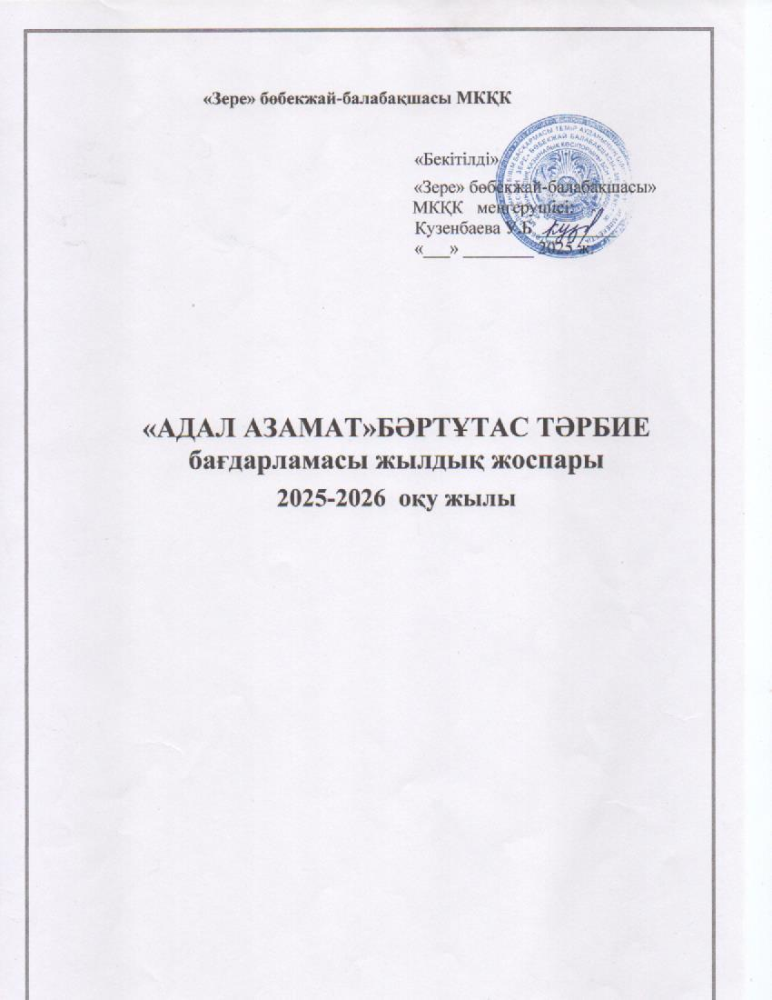 «Зере» бөбекжай-балабақшасы МКҚК
«Бекітілді»
«Зере» бөбекжай-балабақшасы»
МКҚК меңгерушісі:
Кузенбаева У.Б
«___» ________ 2025 ж.
«АДАЛ АЗАМАТ»БӘРТҰТАС ТӘРБИЕ
бағдарламасы жылдық жоспары
2025-2026 оқу жылы